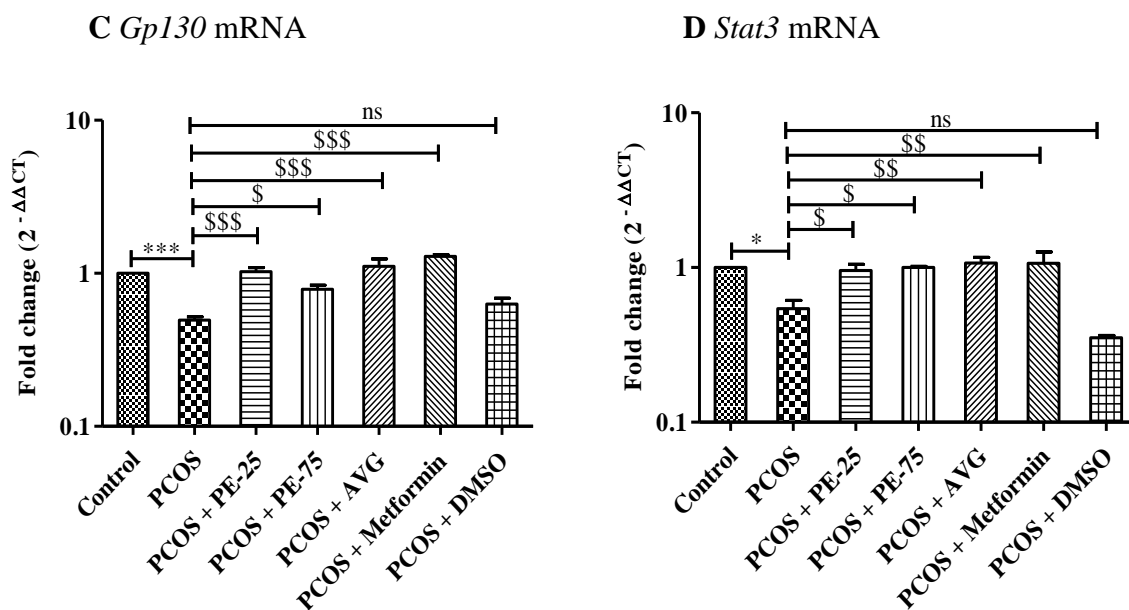 C Gp130 mRNA
Fold change (2 -ΔΔCT)
10
1
0.1
ns
$$$
$$$
$
$$$
***
Control
PCOS
PCOS + PE-25
PCOS + PE-75
PCOS + AVG
PCOS + Metformin
PCOS + DMSO
D Stat3 mRNA
Fold change (2 -ΔΔCT)
10
1
0.1
ns
$$
$$
$
$
*
Control
PCOS
PCOS + PE-25
PCOS + PE-75
PCOS + AVG
PCOS + Metformin
PCOS + DMSO